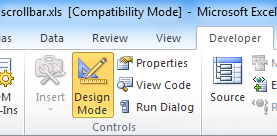 scrollbar.xls [Compatibility Mode] - Microsoft Excel
Data Review View Developer
Insert
Design Mode
Properties
View Code
Run Dialog
Source
Controls